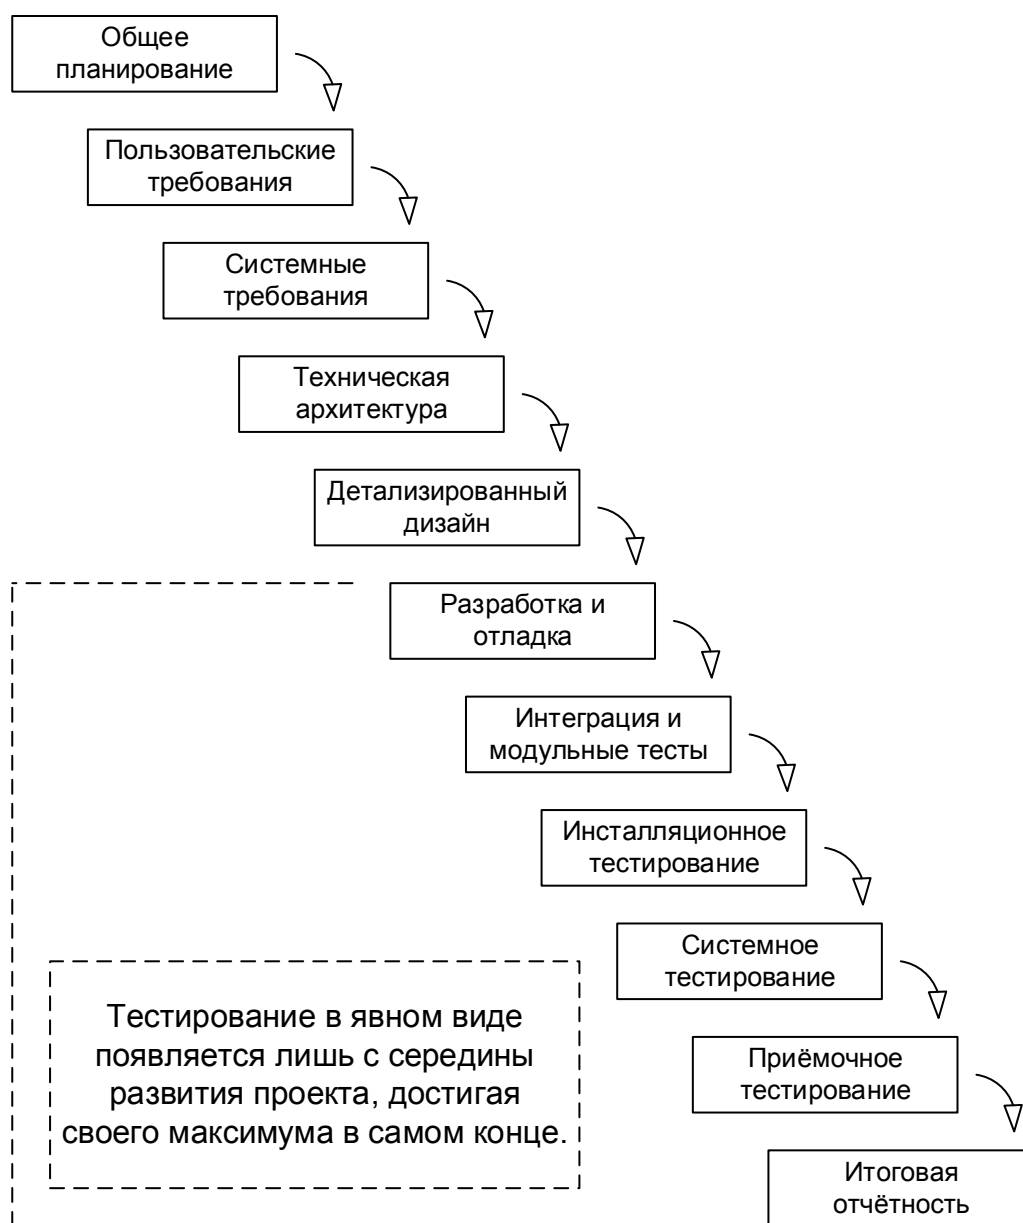 Общее
планирование
Пользовательские
требования
Системные
требования
Техническая
архитектура
Детализированный
дизайн
Разработка и
отладка
Интеграция и
модульные тесты
Инсталляционное
тестирование
Системное
тестирование
Тестирование в явном виде
появляется лишь с середины
развития проекта, достигая
своего максимума в самом конце.
Приёмочное
тестирование
Итоговая
отчётность